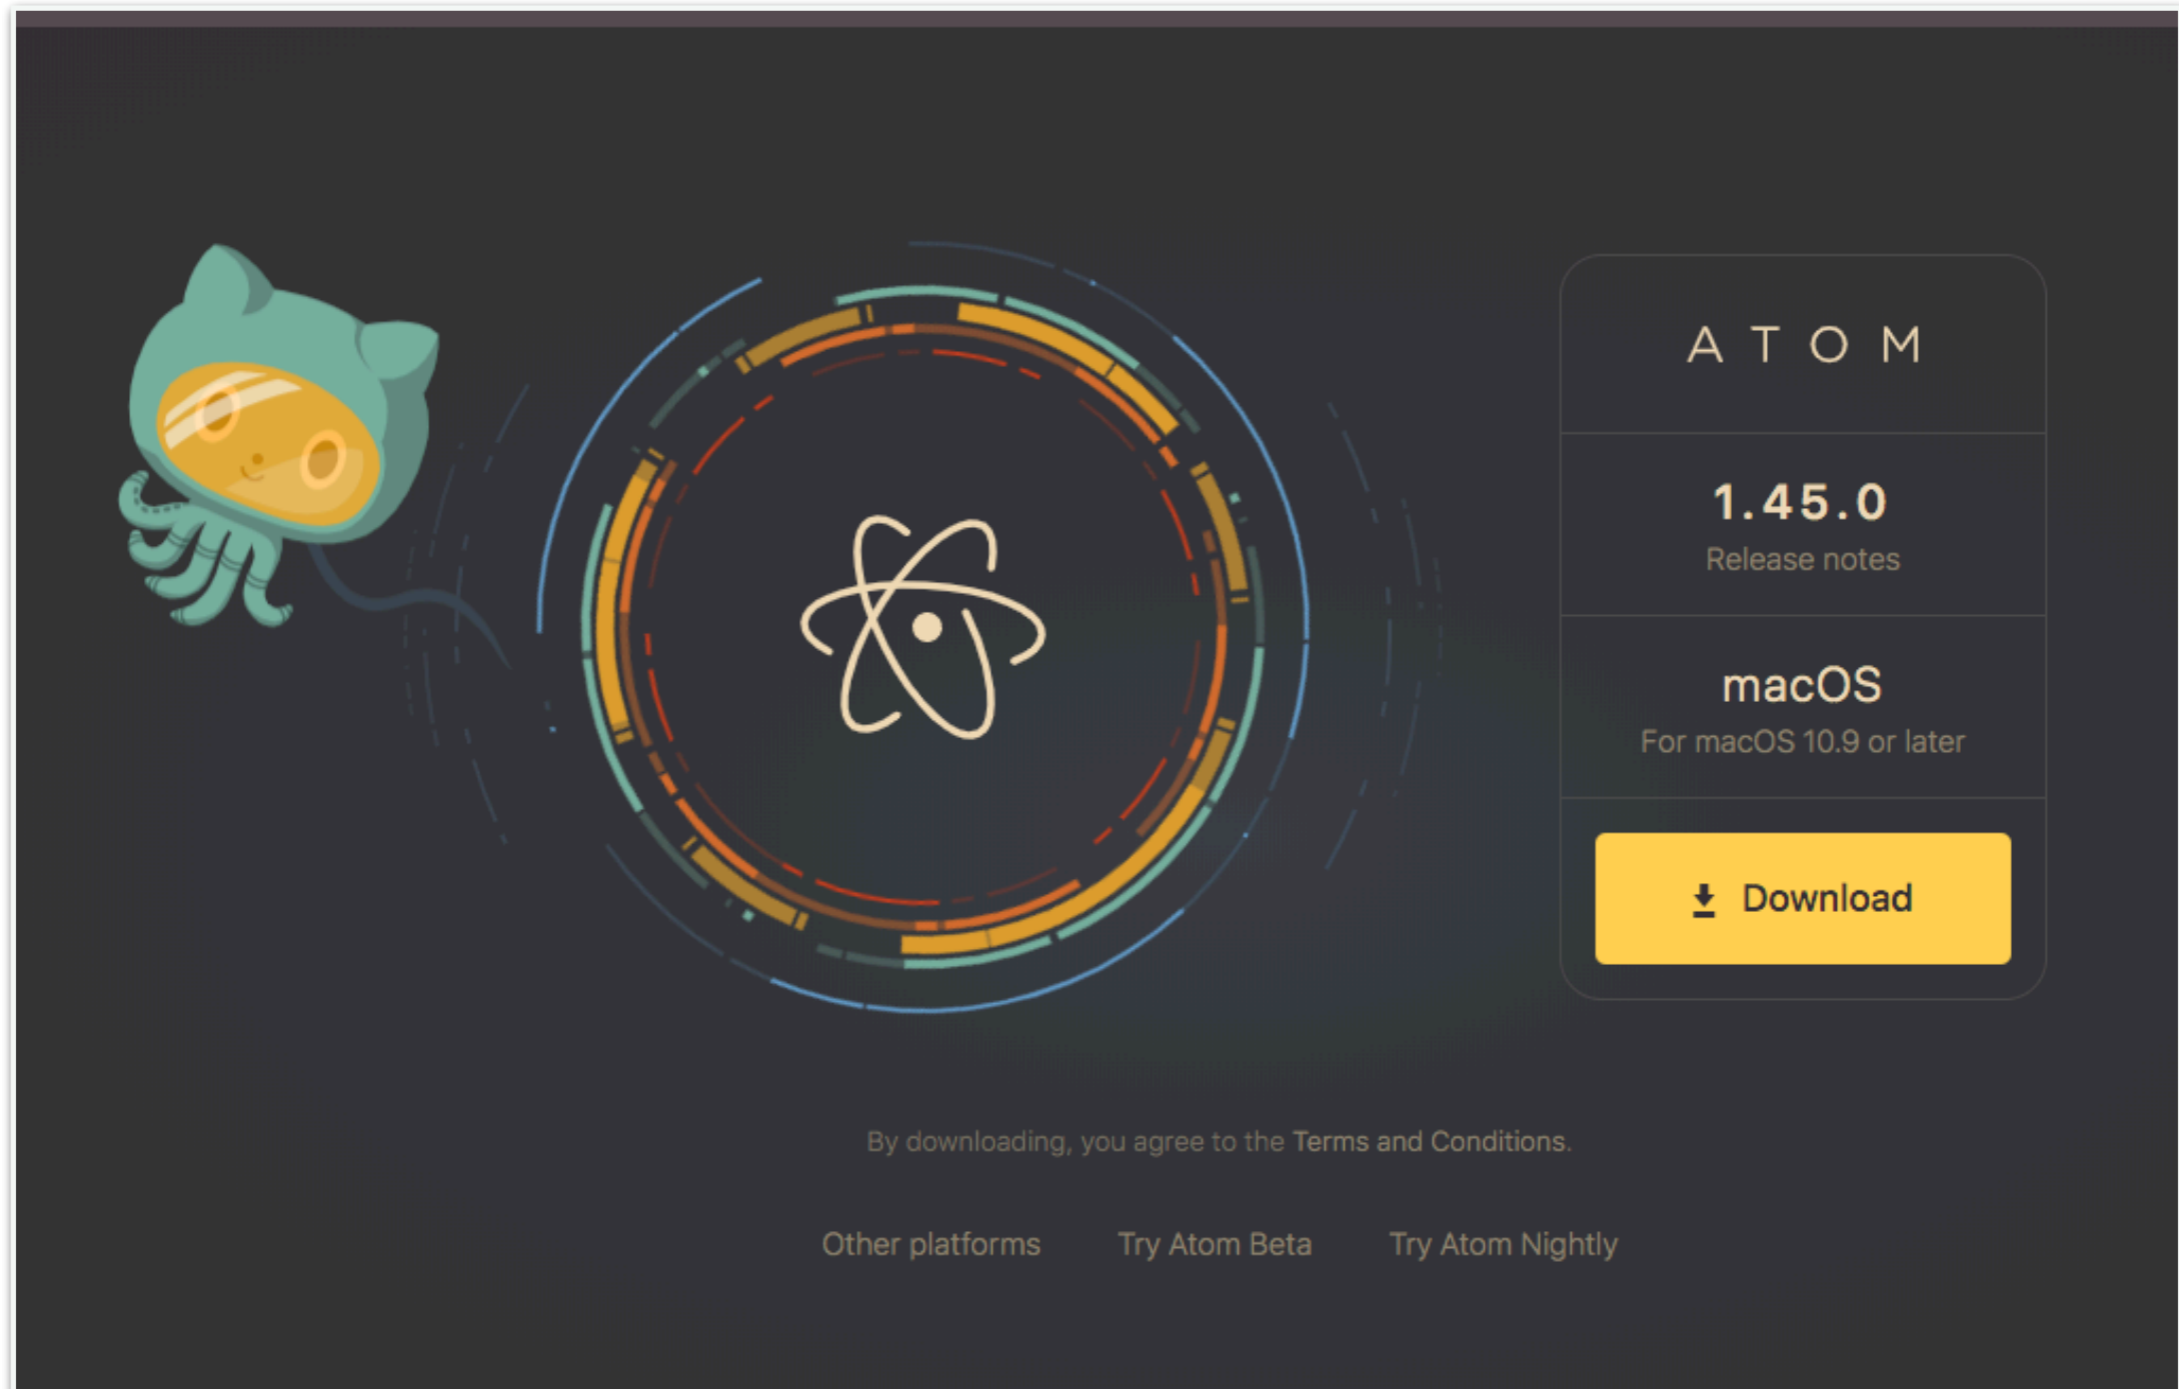 ATOM
1.45.0
Release notes
macOS
For macOS 10.9 or later
Download
By downloading, you agree to the Terms and Conditions.
Other platforms Try Atom Beta Try Atom Nightly